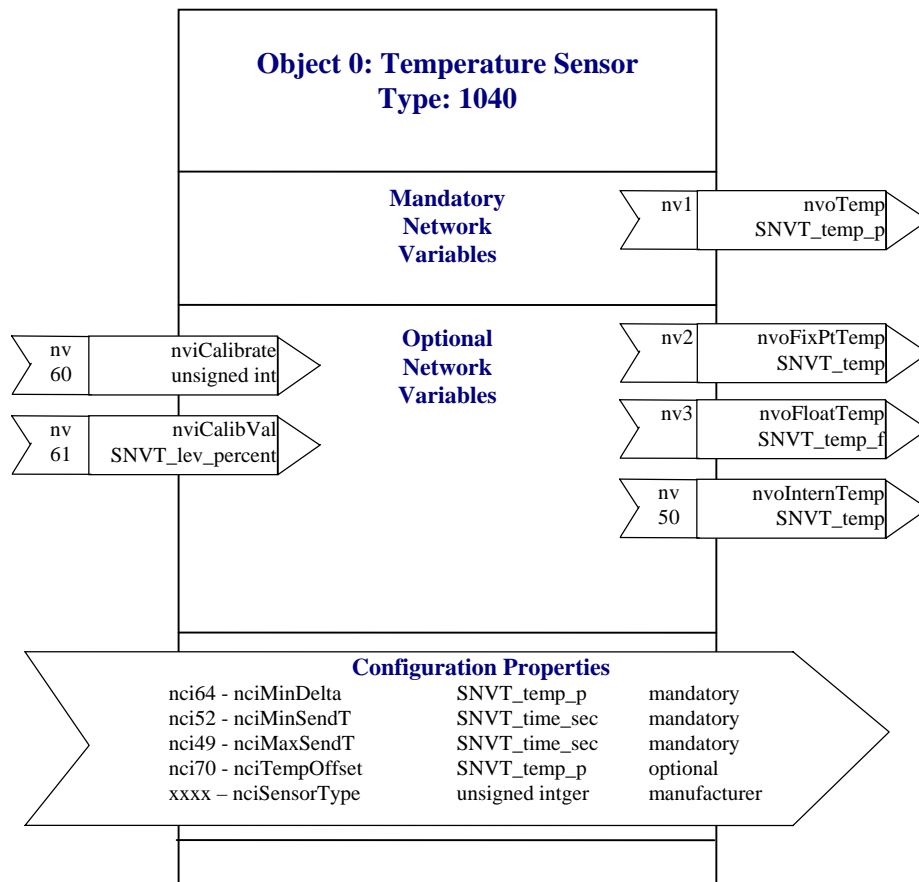 Object 0: Temperature Sensor
Type: 1040
Mandatory
Network
Variables
nv1
nvoTemp
SNVT_temp_p
nv
60
nviCalibrate
unsigned int
nv
61
nviCalibVal
SNVT_lev_percent
Optional
Network
Variables
nv2
nvoFixPtTemp
SNVT_temp
nv3
nvoFloatTemp
SNVT_temp_f
nv
50
nvoInternTemp
SNVT_temp
Configuration Properties
nci64 - nciMinDelta SNVT_temp_p mandatory
nci52 - nciMinSendT SNVT_time_sec mandatory
nci49 - nciMaxSendT SNVT_time_sec mandatory
nci70 - nciTempOffset SNVT_temp_p optional
xxxx – nciSensorType unsigned intger manufacturer